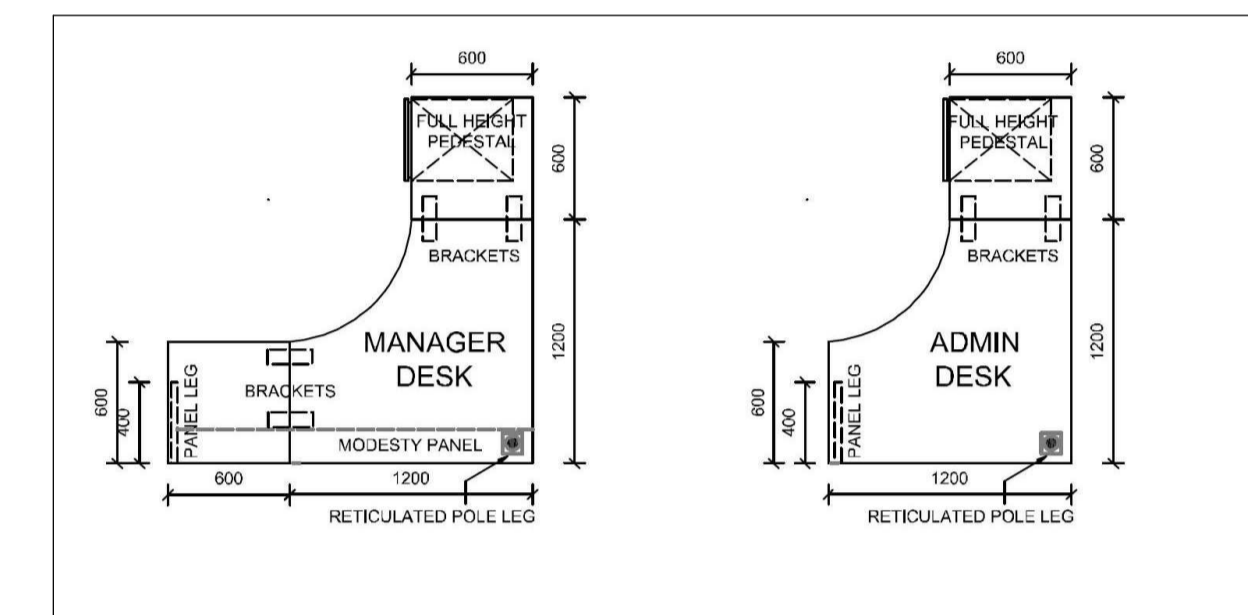 600
FULL HEIGHT
PEDESTAL
600
BRACKETS
MANAGER
DESK
1200
600
400
PANEL LEG
BRACKETS
MODESTY PANEL
600
1200
RETICULATED POLE LEG
600
FULL HEIGHT
PEDESTAL
600
BRACKETS
ADMIN
DESK
1200
600
400
PANEL LEG
1200
RETICULATED POLE LEG